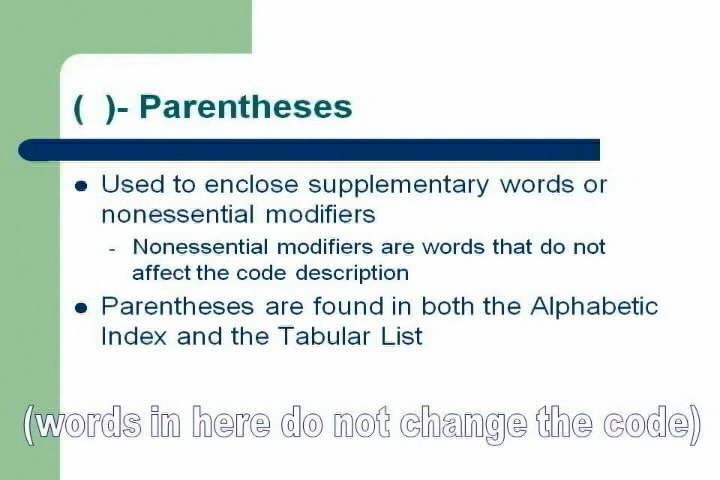 ( )- Parentheses
• Used to enclose supplementary words or
nonessential modifiers
- Nonessential modifiers are words that do not
affect the code description
• Parentheses are found in both the Alphabetic
Index and the Tabular List
(words in here do not change the code)